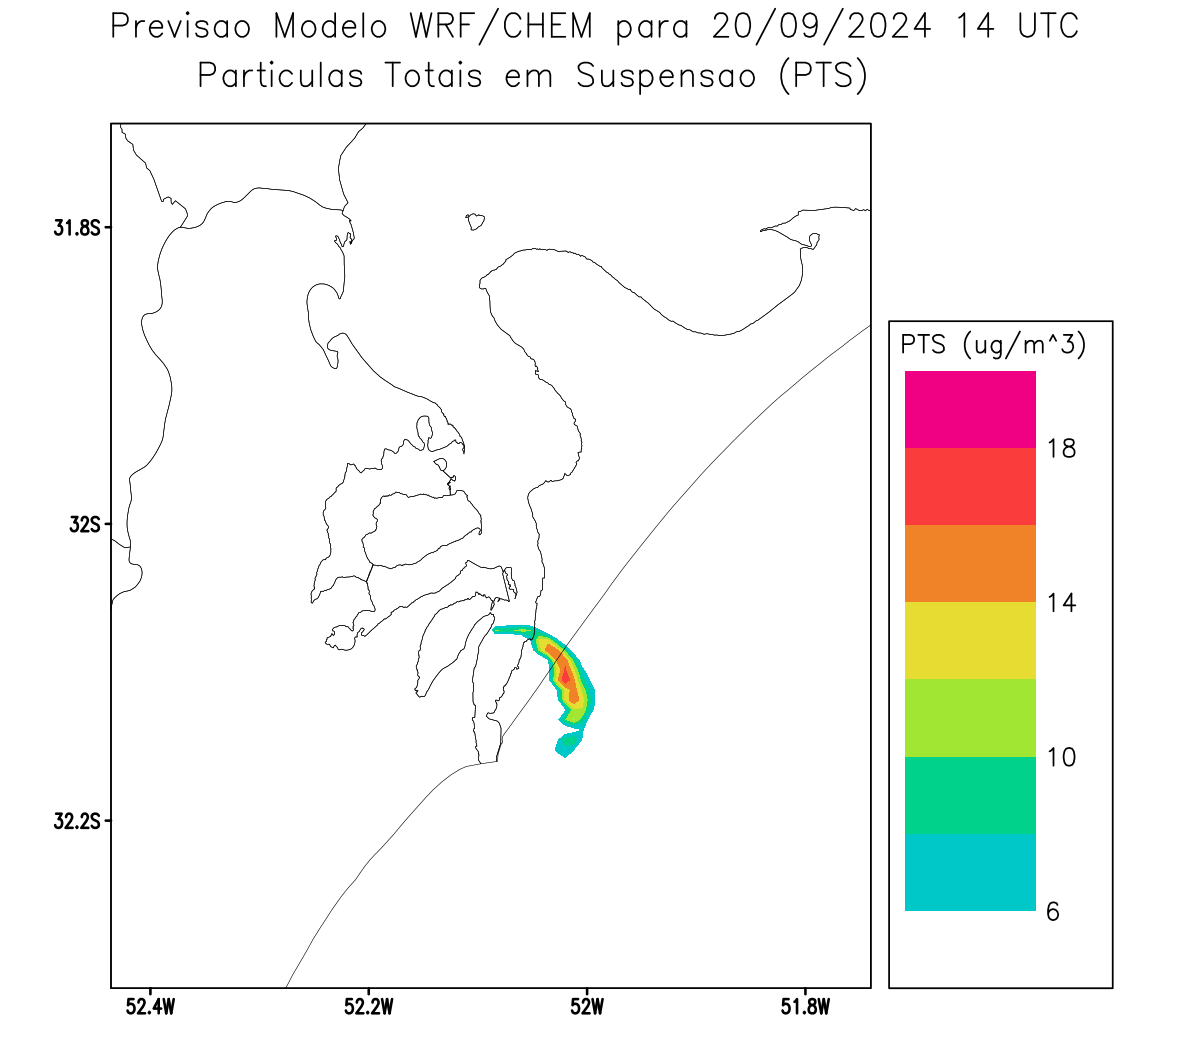 Previsao Modelo WRF/CHEM para 20/09/2024 14 UTC
Particulas Totais em Suspensao (PTS)
31.8S
32S
32.2S
52.4W
52.2W
52W
51.8W
PTS (ug/m^3)
18
14
10
6